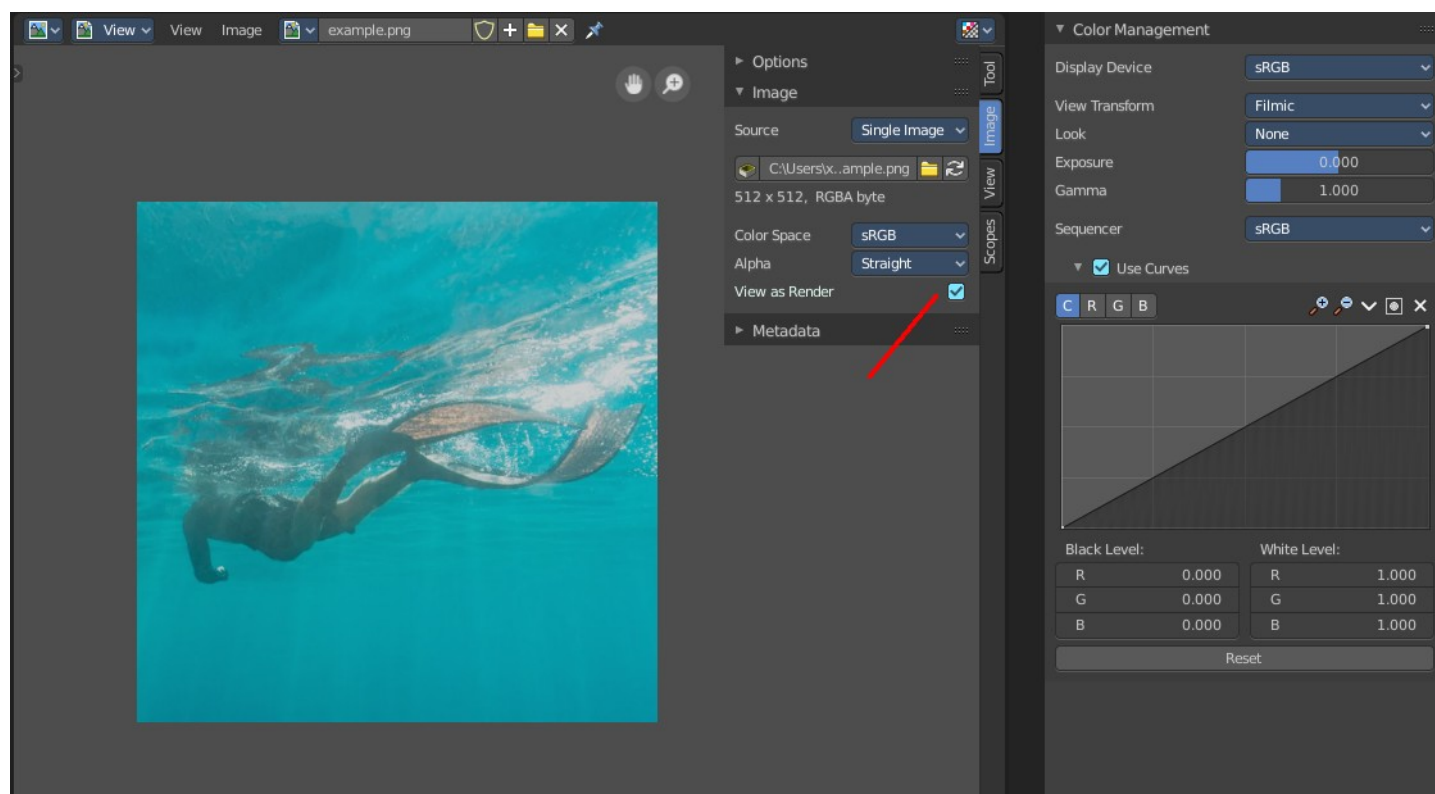 View View Image example.png
Options
Image
Source Single Image
C:\Users\x..ample.png
512 x 512, RGBA byte
Color Space sRGB
Alpha Straight
View as Render
Metadata
Tool
Image
View
Scopes
Color Management
Display Device sRGB
View Transform Filmic
Look None
Exposure 0.000
Gamma 1.000
Sequencer sRGB
Use Curves
C R G B
Black Level: White Level:
R 0.000 R 1.000
G 0.000 G 1.000
B 0.000 B 1.000
Reset